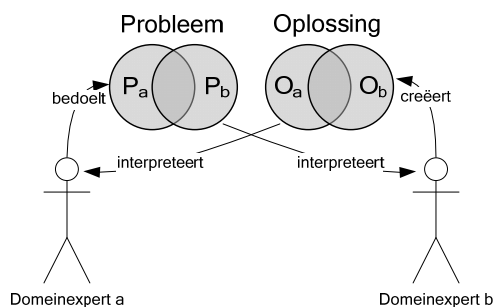 Probleem Oplossing
Pa Pb Oa Ob
bedoelt creëert
interpreteert interpreteert
Domeinexpert a Domeinexpert b